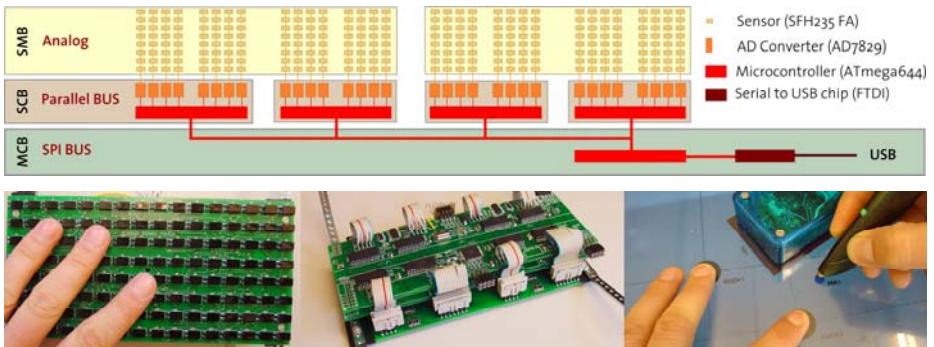 SMB
Analog
SCB
Parallel BUS
MCB
SPI BUS
USB
Sensor (SFH235 FA)
AD Converter (AD7829)
Microcontroller (ATmega644)
Serial to USB chip (FTDI)